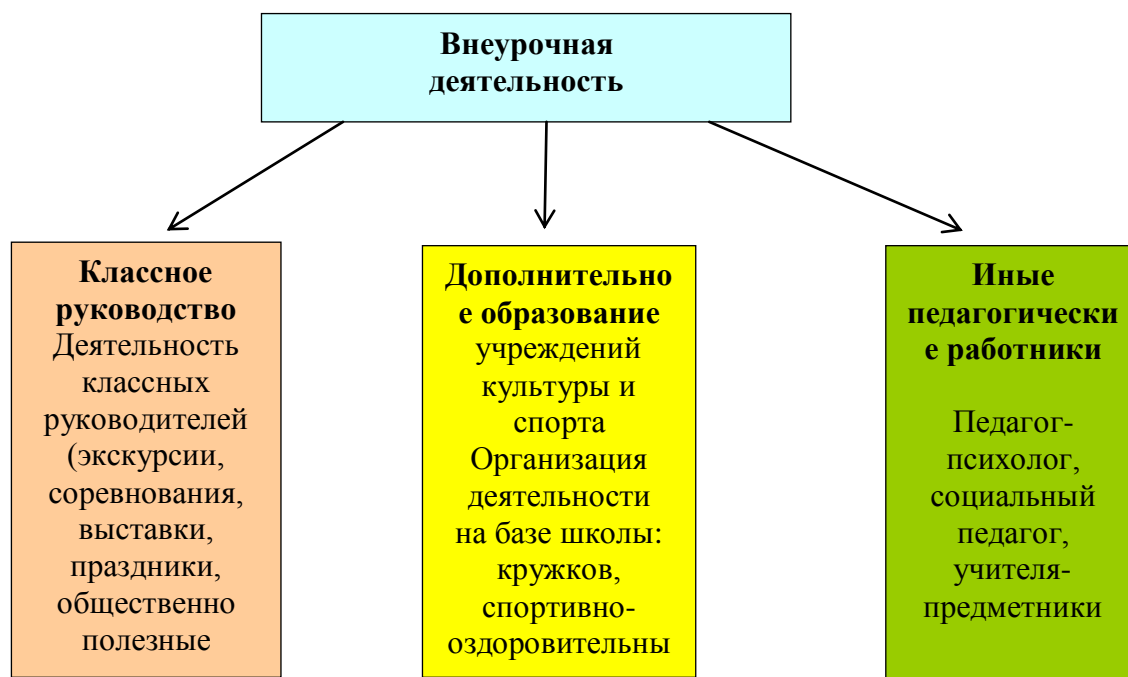 Внеурочная
деятельность
Классное
руководство
Деятельность
классных
руководителей
(экскурсии,
соревнования,
выставки,
праздники,
общественно
полезные
Дополнительно
е образование
учреждений
культуры и
спорта
Организация
деятельности
на базе школы:
кружков,
спортивно-
оздоровительны
Иные
педагогически
е работники
Педагог-
психолог,
социальный
педагог,
учителя-
предметники